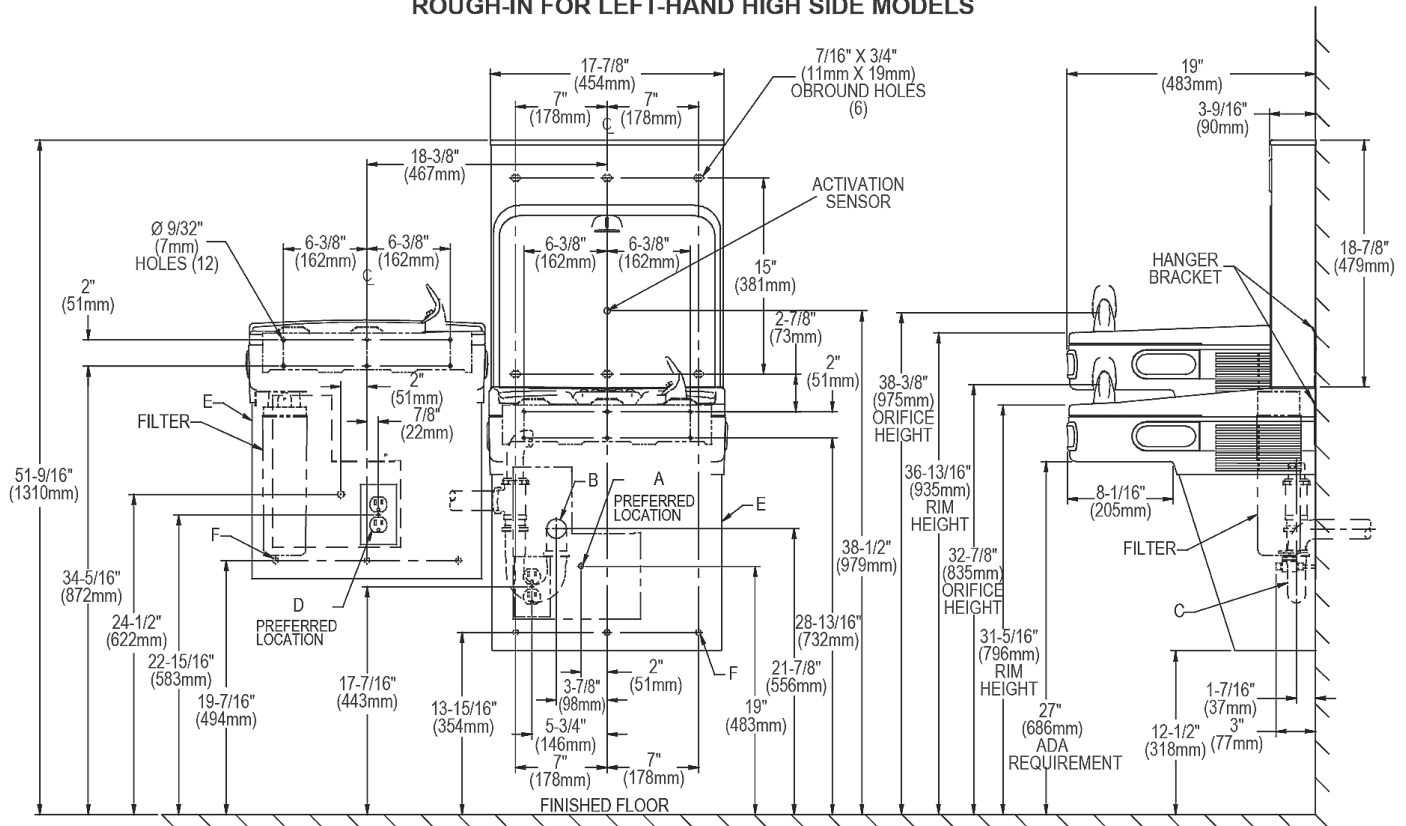 ROUGH-IN FOR LEFT-HAND HIGH SIDE MODELS
17-7/8"
(454mm)
7"
(178mm)
7"
(178mm)
C
L
7/16" X 3/4"
(11mm X 19mm)
OBROUND HOLES
(6)
19"
(483mm)
3-9/16"
(90mm)
18-3/8"
(467mm)
ACTIVATION
SENSOR
Ø 9/32"
(7mm)
HOLES (12)
6-3/8"
(162mm)
6-3/8"
(162mm)
C
L
6-3/8"
(162mm)
6-3/8"
(162mm)
15"
(381mm)
HANGER
BRACKET
18-7/8"
(479mm)
2"
(51mm)
2-7/8"
(73mm)
2"
(51mm)
2"
(51mm)
7/8"
(22mm)
E
FILTER
38-3/8"
(975mm)
ORIFICE
HEIGHT
51-9/16"
(1310mm)
B
A
PREFERRED
LOCATION
E
36-13/16"
(935mm)
RIM
HEIGHT
8-1/16"
(205mm)
F
38-1/2"
(979mm)
FILTER
34-5/16"
(872mm)
32-7/8"
(835mm)
ORIFICE
HEIGHT
D
PREFERRED
LOCATION
24-1/2"
(622mm)
28-13/16"
(732mm)
C
22-15/16"
(583mm)
31-5/16"
(796mm)
RIM
HEIGHT
17-7/16"
(443mm)
2"
(51mm)
F
21-7/8"
(556mm)
19-7/16"
(494mm)
3-7/8"
(98mm)
13-15/16"
(354mm)
19"
(483mm)
1-7/16"
(37mm)
5-3/4"
(146mm)
27"
(686mm)
ADA
REQUIREMENT
12-1/2"
(318mm)
3"
(77mm)
7"
(178mm)
7"
(178mm)
FINISHED FLOOR